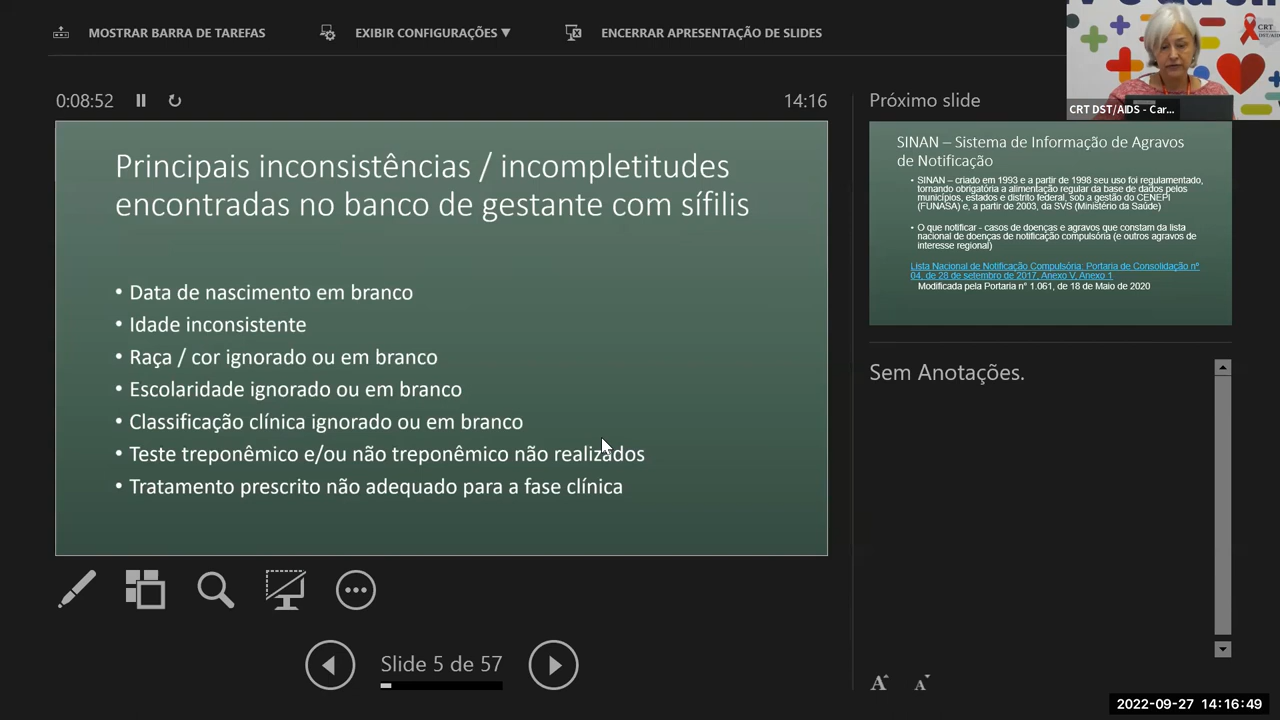 MOSTRAR BARRA DE TAREFAS
EXIBIR CONFIGURAÇÕES ▼
ENCERRAR APRESENTAÇÃO DE SLIDES
CRT
DST/AIDS
CRT DST/AIDS - Car...
0:08:52
14:16
Principais inconsistências / incompletitudes
encontradas no banco de gestante com sífilis
• Data de nascimento em branco
• Idade inconsistente
• Raça / cor ignorado ou em branco
• Escolaridade ignorado ou em branco
• Classificação clínica ignorado ou em branco
• Teste treponêmico e/ou não treponêmico não realizados
• Tratamento prescrito não adequado para a fase clínica
Slide 5 de 57
Próximo slide
SINAN – Sistema de Informação de Agravos
de Notificação
• SINAN – criado em 1993 e a partir de 1998 seu uso foi regulamentado,
tornando obrigatória a alimentação regular da base de dados pelos
municípios, estados e distrito federal, sob a gestão do CENEPI
(FUNASA) e, a partir de 2003, da SVS (Ministério da Saúde)
• O que notificar - casos de doenças e agravos que constam da lista
nacional de doenças de notificação compulsória (e outros agravos de
interesse regional)
Lista Nacional de Notificação Compulsória: Portaria de Consolidação nº
04, de 28 de setembro de 2017, Anexo V, Anexo 1
Modificada pela Portaria n° 1.061, de 18 de Maio de 2020
Sem Anotações.
A A
2022-09-27 14:16:49